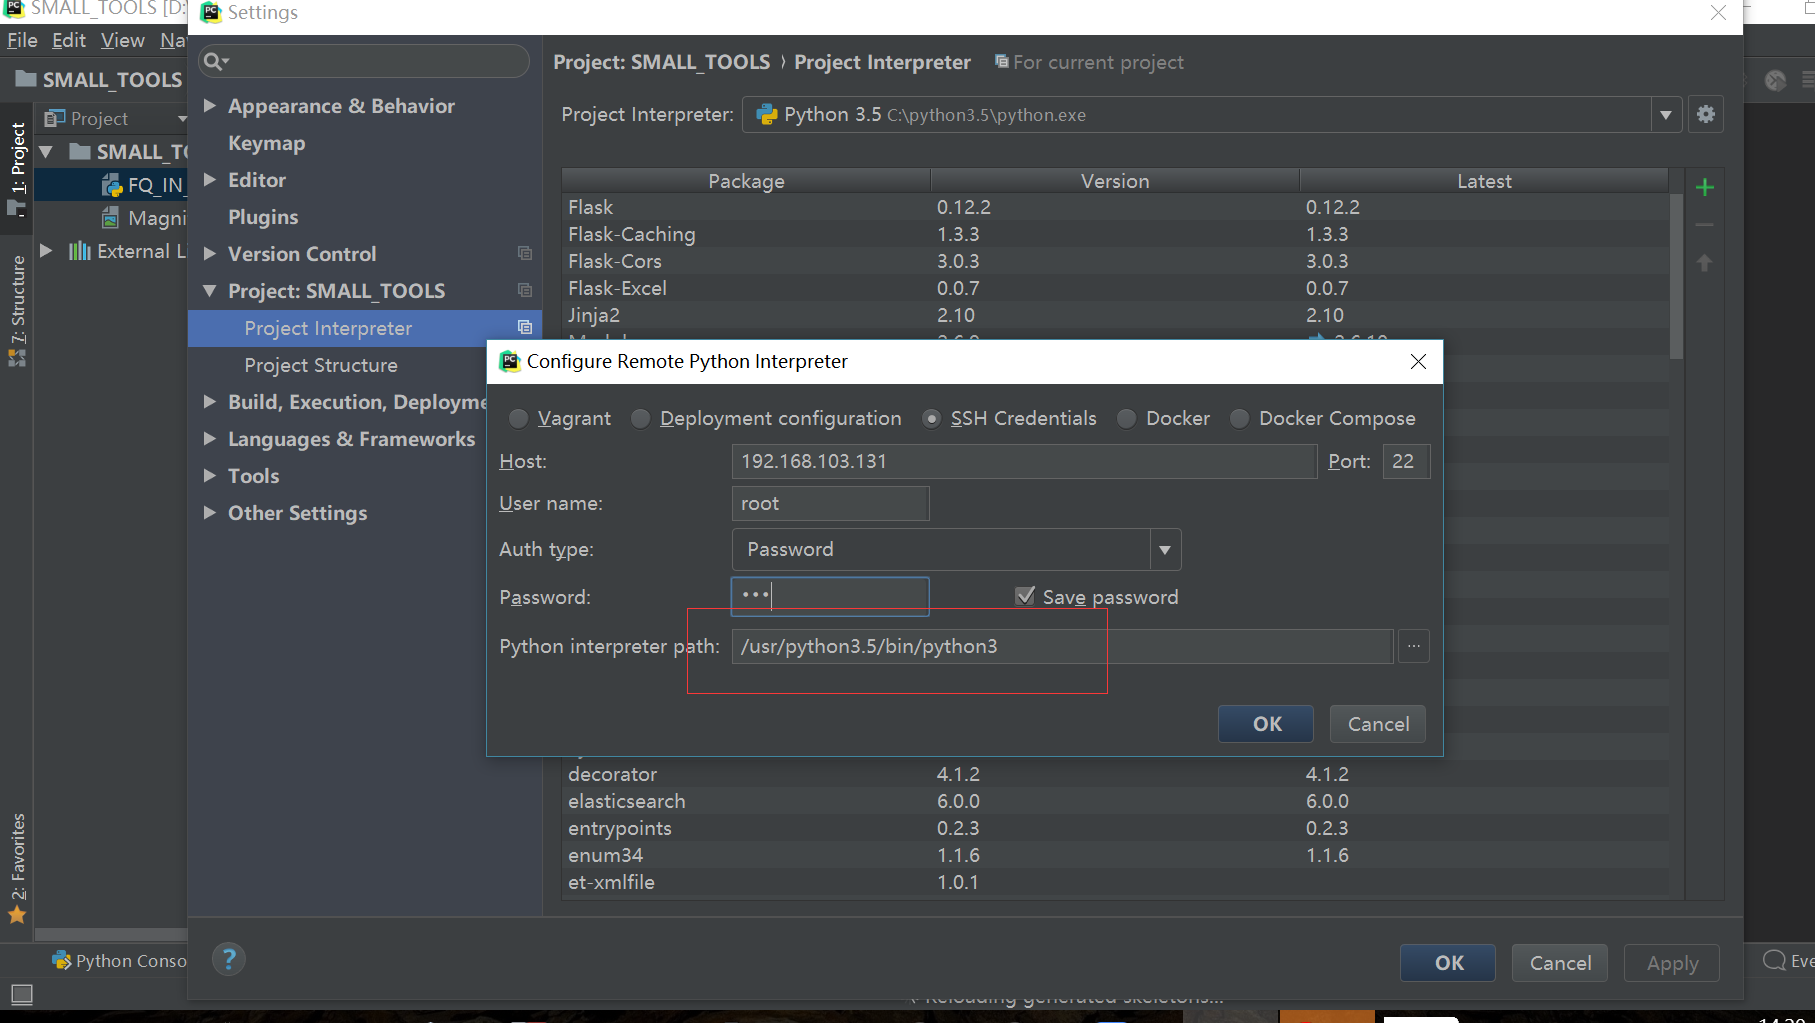 SMALL_TOOLS [D:
Settings
File Edit View Na
Project: SMALL_TOOLS › Project Interpreter For current project
SMALL_TOOLS
Appearance & Behavior
Project Interpreter: Python 3.5 C:\python3.5\python.exe
Project
Keymap
1: Project
SMALL_TO
Editor
Package Version Latest
FQ_IN_
Flask 0.12.2 0.12.2
Magni
Plugins
Flask-Caching 1.3.3 1.3.3
External L
Version Control
Flask-Cors 3.0.3 3.0.3
7: Structure
Project: SMALL_TOOLS
Flask-Excel 0.0.7 0.0.7
Project Interpreter
Jinja2 2.10 2.10
Project Structure
Configure Remote Python Interpreter
Build, Execution, Deployme
Vagrant Deployment configuration SSH Credentials Docker Docker Compose
Languages & Frameworks
Host: 192.168.103.131 Port: 22
Tools
User name: root
Other Settings
Auth type: Password
Password: ••• Save password
Python interpreter path: /usr/python3.5/bin/python3 ...
OK Cancel
decorator 4.1.2 4.1.2
elasticsearch 6.0.0 6.0.0
entrypoints 0.2.3 0.2.3
enum34 1.1.6 1.1.6
et-xmlfile 1.0.1
2: Favorites
Python Conso
?
OK Cancel Apply
Eve
Reloading generated skeletons...